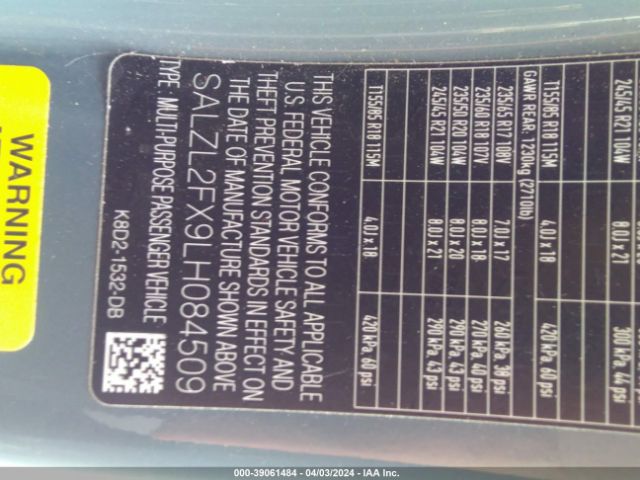 245/45 R21 104W 8.0J x 21 300 kPa, 44 psi
T155/85 R18 115M 4.0J x 18 420 kPa, 60 psi
GAWR REAR: 1230kg (2710lb)
235/65 R17 108V 7.0J x 17 260 kPa, 38 psi
235/60 R18 107V 8.0J x 18 270 kPa, 40 psi
235/50 R20 104W 8.0J x 20 290 kPa, 43 psi
245/45 R21 104W 8.0J x 21 290 kPa, 43 psi
T155/85 R18 115M 4.0J x 18 420 kPa, 60 psi
THIS VEHICLE CONFORMS TO ALL APPLICABLE
U.S. FEDERAL MOTOR VEHICLE SAFETY AND
THEFT PREVENTION STANDARDS IN EFFECT ON
THE DATE OF MANUFACTURE SHOWN ABOVE
SALZL2FX9LH084509
TYPE: MULTI-PURPOSE PASSENGER VEHICLE
K8D2-1532-DB
WARNING
000-39061484 - 04/03/2024 - IAA Inc.